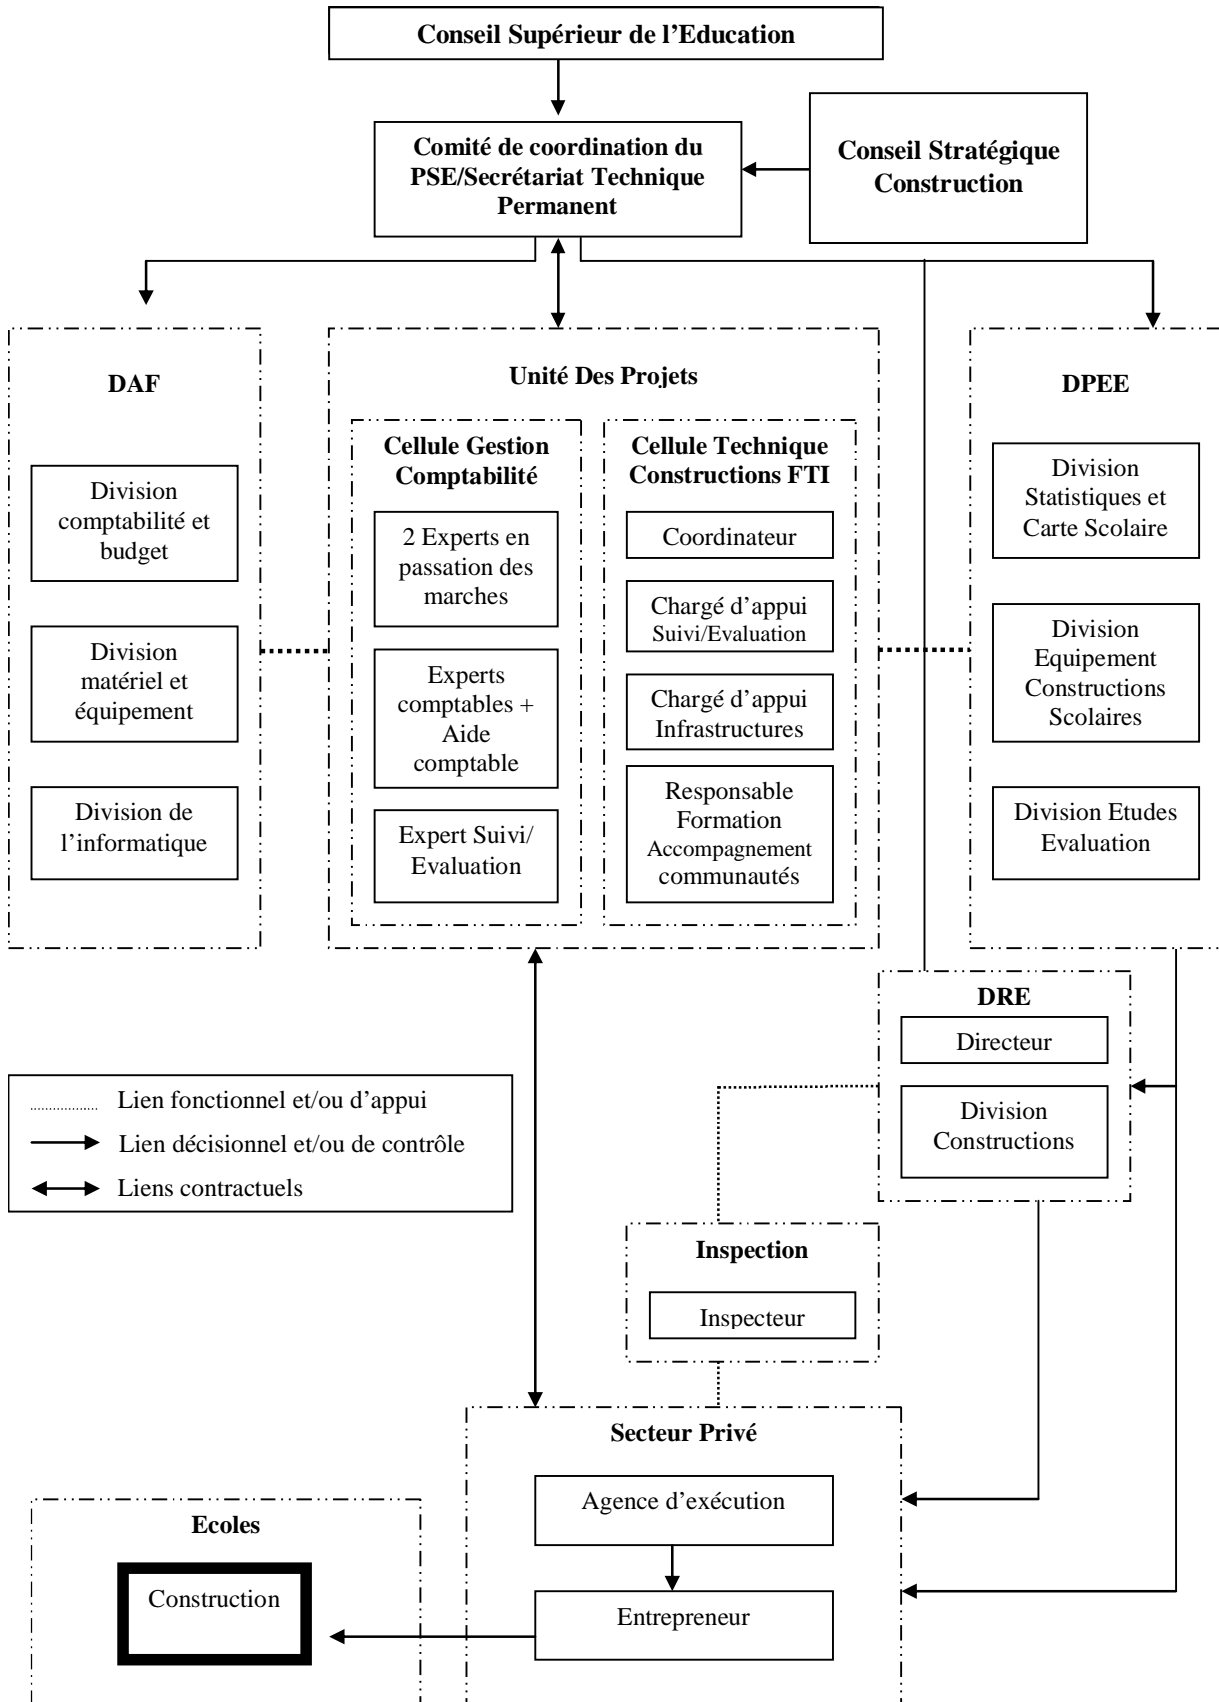 Conseil Supérieur de l'Education
Comité de coordination du
PSE/Secrétariat Technique
Permanent
Conseil Stratégique
Construction
DAF
Division
comptabilité et
budget
Division
matériel et
équipement
Division de
l'informatique
Unité Des Projets
Cellule Gestion
Comptabilité
2 Experts en
passation des
marches
Experts
comptables +
Aide
comptable
Expert Suivi/
Evaluation
Cellule Technique
Constructions FTI
Coordinateur
Chargé d'appui
Suivi/Evaluation
Chargé d'appui
Infrastructures
Responsable
Formation
Accompagnement
communautés
DPEE
Division
Statistiques et
Carte Scolaire
Division
Equipement
Constructions
Scolaires
Division Etudes
Evaluation
DRE
Directeur
Division
Constructions
Lien fonctionnel et/ou d'appui
Lien décisionnel et/ou de contrôle
Liens contractuels
Inspection
Inspecteur
Secteur Privé
Agence d'exécution
Entrepreneur
Ecoles
Construction